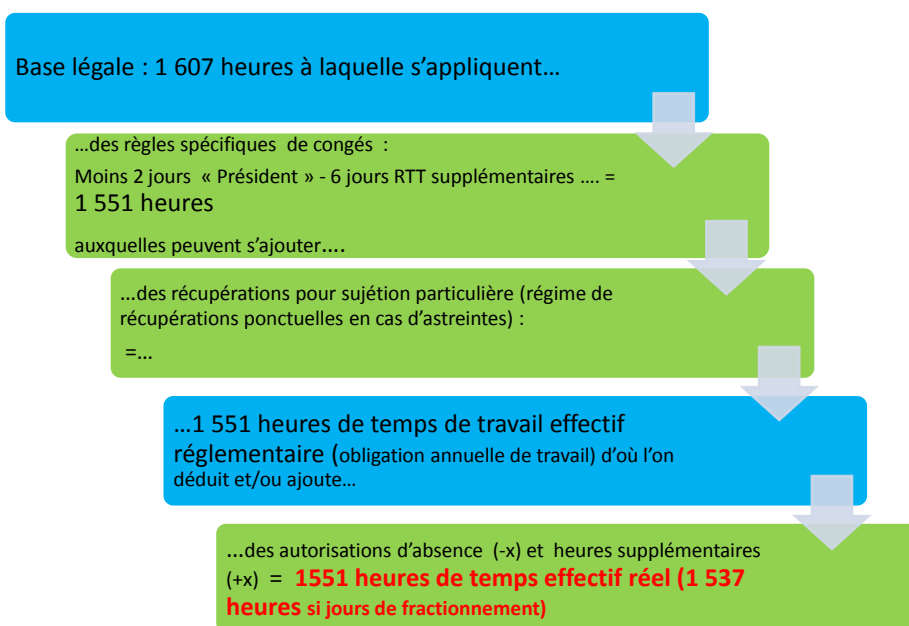 Base légale : 1 607 heures à laquelle s’appliquent…
…des règles spécifiques de congés :
Moins 2 jours « Président » - 6 jours RTT supplémentaires …. =
1 551 heures
auxquelles peuvent s’ajouter….
…des récupérations pour sujétion particulière (régime de
récupérations ponctuelles en cas d’astreintes) :
=…
…1 551 heures de temps de travail effectif
réglementaire (obligation annuelle de travail) d’où l’on
déduit et/ou ajoute…
…des autorisations d’absence (-x) et heures supplémentaires
(+x) = 1551 heures de temps effectif réel (1 537
heures si jours de fractionnement)